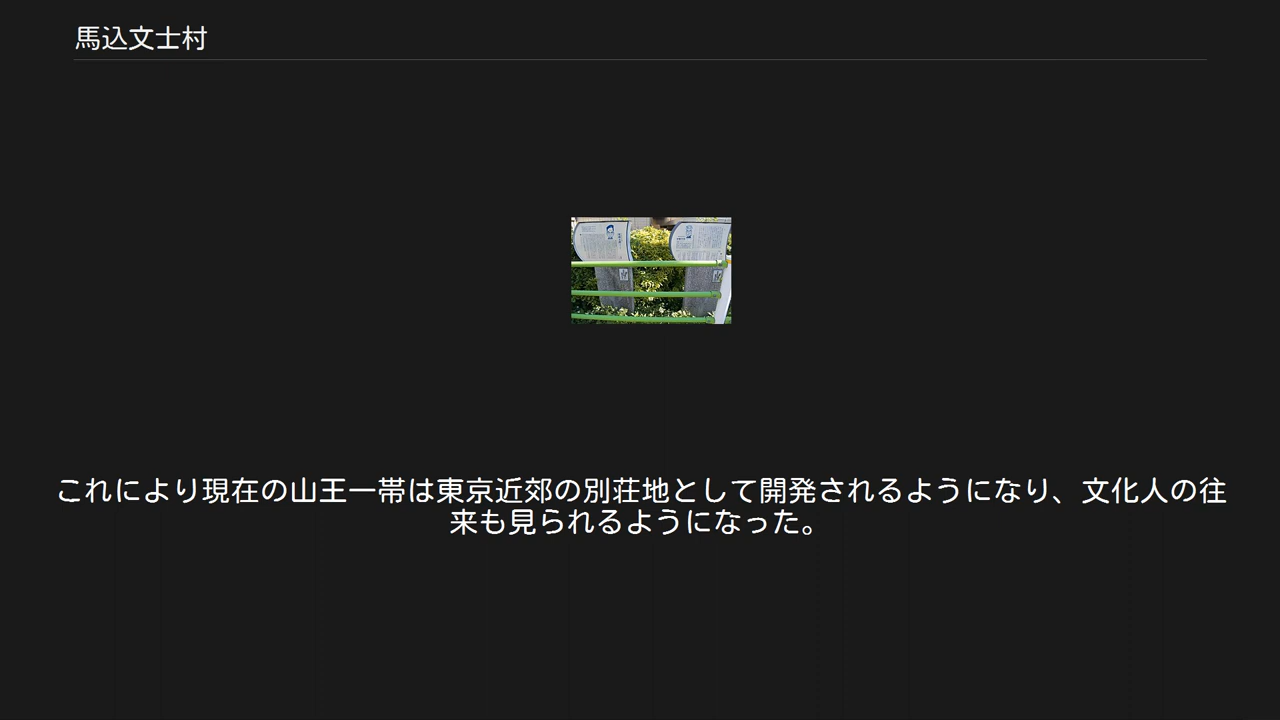 馬込文士村
これにより現在の山王一帯は東京近郊の別荘地として開発されるようになり、文化人の往
来も見られるようになった。